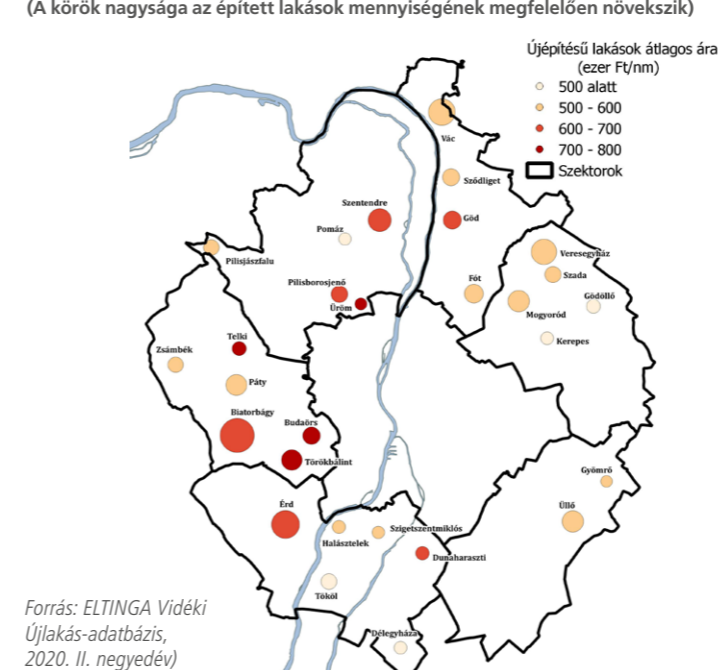 (A körök nagysága az épített lakások mennyiségének megfelelően növekszik)
Újépítésű lakások átlagos ára
(ezer Ft/nm)
500 alatt
500 - 600
600 - 700
700 - 800
Szektorok
Vác
Sződliget
Szentendre
Göd
Pomáz
Pilisjászfalu
Veresegyház
Szada
Pilisborosjenő
Fót
Gödöllő
Üröm
Mogyoród
Telki
Kerepes
Zsámbék
Páty
Biatorbágy
Budaörs
Törökbálint
Gyömrő
Érd
Üllő
Szigetszentmiklós
Halásztelek
Dunaharaszti
Tököl
Délegyháza
Forrás: ELTINGA Vidéki
Újlakás-adatbázis,
2020. II. negyedév)